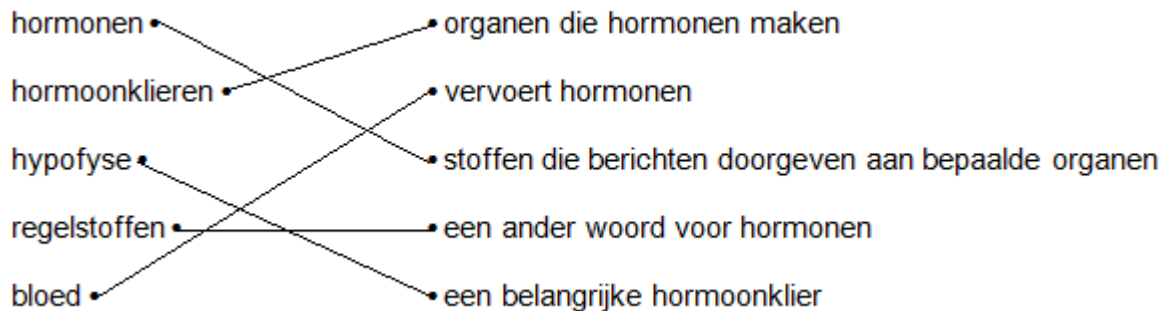 hormonen organen die hormonen maken
hormoonklieren vervoert hormonen
hypofyse stoffen die berichten doorgeven aan bepaalde organen
regelstoffen een ander woord voor hormonen
bloed een belangrijke hormoonklier